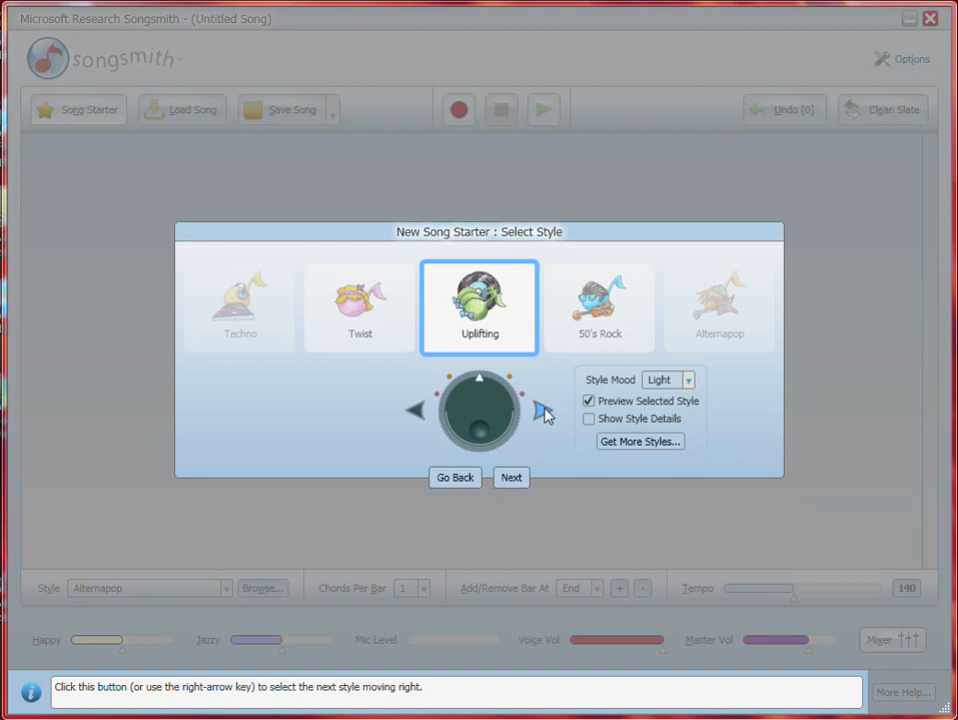 Microsoft Research Songsmith - (Untitled Song)
songsmith
Options
Song Starter
Load Song
Save Song
Undo [0]
Clean Slate
New Song Starter : Select Style
Techno
Twist
Uplifting
50's Rock
Alternapop
Style Mood Light
Preview Selected Style
Show Style Details
Get More Styles...
Go Back
Next
Style Alternapop Browse... Chords Per Bar 1 Add/Remove Bar At End + - Tempo 140
Happy Jazzy Mic Level Voice Vol Master Vol Mixer
Click this button (or use the right-arrow key) to select the next style moving right.
More Help...